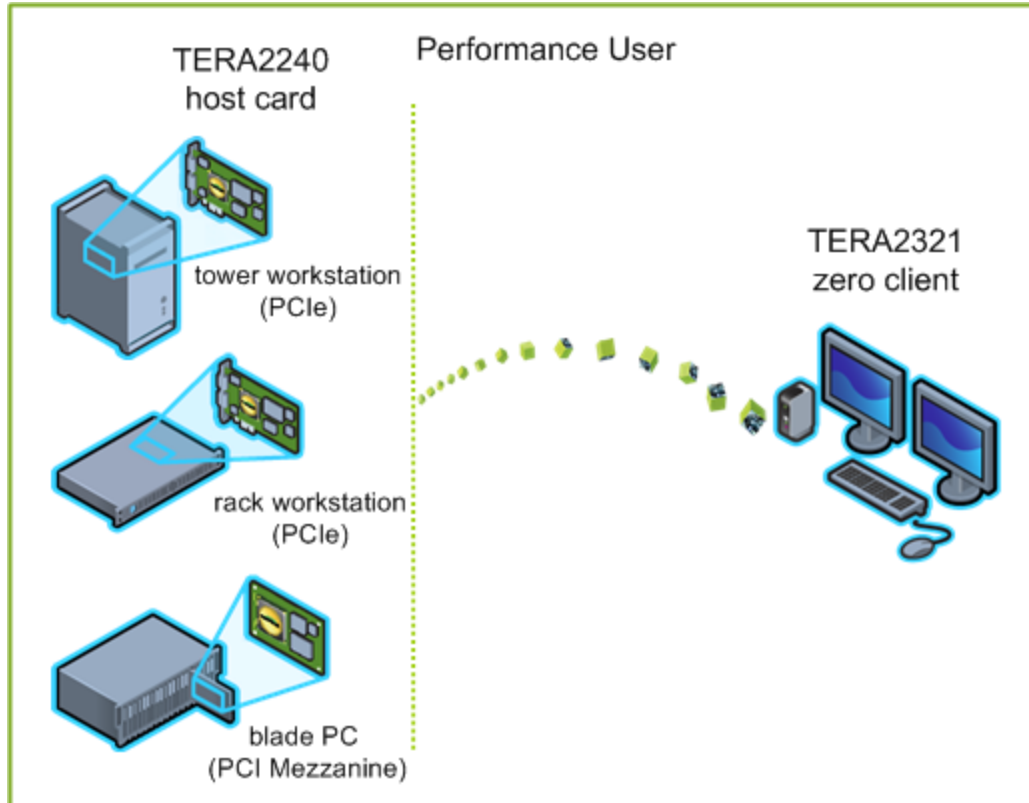 TERA2240
host card
Performance User
tower workstation
(PCIe)
TERA2321
zero client
rack workstation
(PCIe)
blade PC
(PCI Mezzanine)